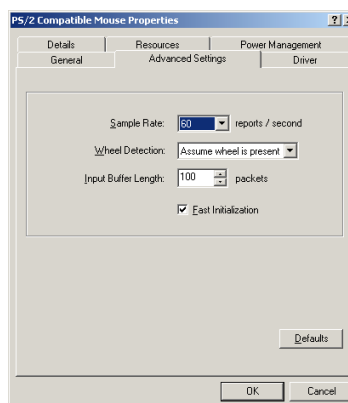 PS/2 Compatible Mouse Properties
Details Resources Power Management
General Advanced Settings Driver
Sample Rate: 60 reports / second
Wheel Detection: Assume wheel is present
Input Buffer Length: 100 packets
Fast Initialization
Defaults
OK Cancel